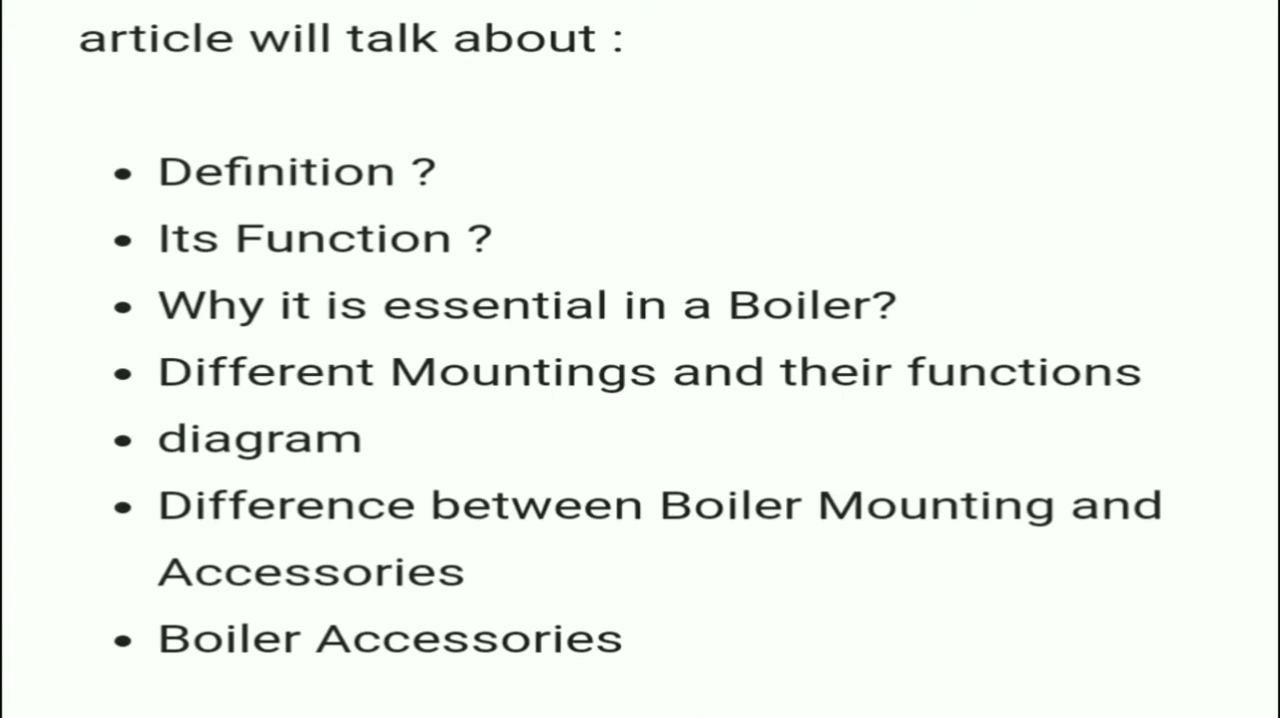 article will talk about :
• Definition ?
• Its Function ?
• Why it is essential in a Boiler?
• Different Mountings and their functions
• diagram
• Difference between Boiler Mounting and
Accessories
• Boiler Accessories